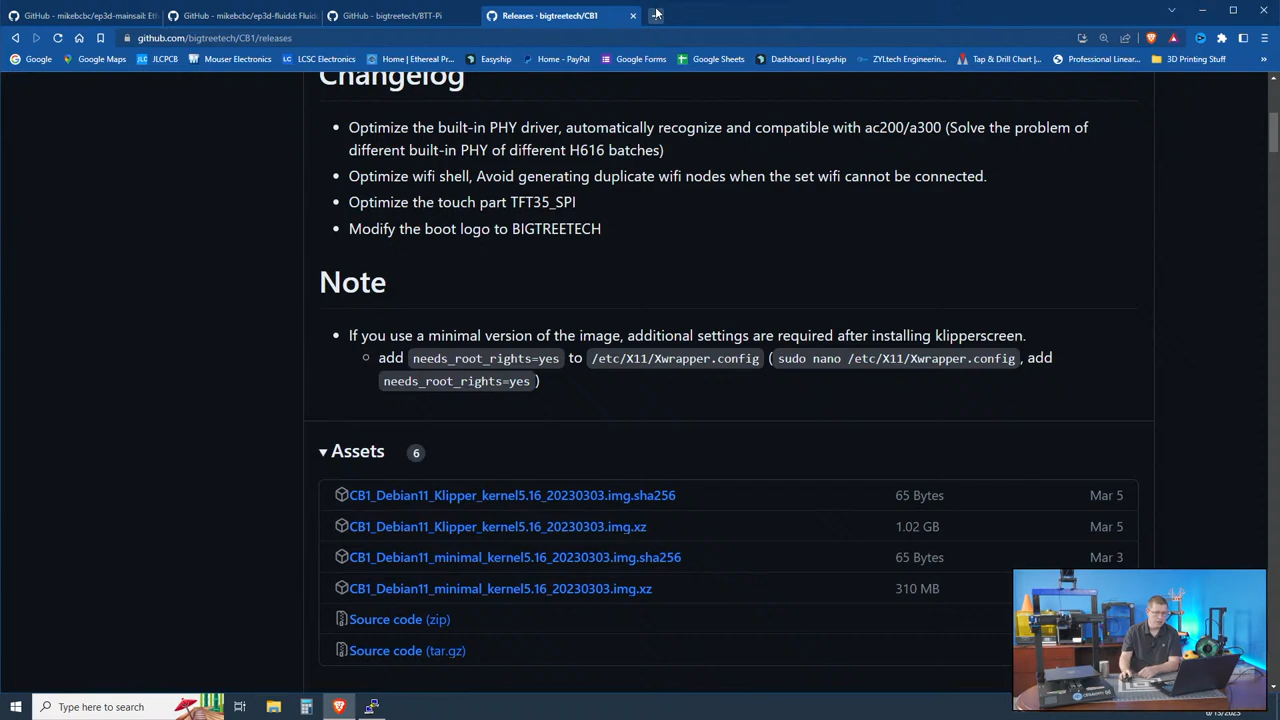 GitHub - mikebcbc/ep3d-mainsail: Eth
GitHub - mikebcbc/ep3d-fluidd: Fluid
GitHub - bigtreetech/BTT-Pi
Releases · bigtreetech/CB1
github.com/bigtreetech/CB1/releases
Google
Google Maps
JLCPCB
Mouser Electronics
LCSC Electronics
Home | Ethereal Pr...
Easyship
Home - PayPal
Google Forms
Google Sheets
Dashboard | Easyship
ZYLtech Engineerin...
Tap & Drill Chart |...
Professional Linear...
3D Printing Stuff
Changelog
Optimize the built-in PHY driver, automatically recognize and compatible with ac200/a300 (Solve the problem of
different built-in PHY of different H616 batches)
Optimize wifi shell, Avoid generating duplicate wifi nodes when the set wifi cannot be connected.
Optimize the touch part TFT35_SPI
Modify the boot logo to BIGTREETECH
Note
If you use a minimal version of the image, additional settings are required after installing klipperscreen.
add needs_root_rights=yes to /etc/X11/Xwrapper.config (sudo nano /etc/X11/Xwrapper.config, add
needs_root_rights=yes)
Assets 6
CB1_Debian11_Klipper_kernel5.16_20230303.img.sha256 65 Bytes Mar 5
CB1_Debian11_Klipper_kernel5.16_20230303.img.xz 1.02 GB Mar 5
CB1_Debian11_minimal_kernel5.16_20230303.img.sha256 65 Bytes Mar 3
CB1_Debian11_minimal_kernel5.16_20230303.img.xz 310 MB
Source code (zip)
Source code (tar.gz)
Type here to search
6/13/2023